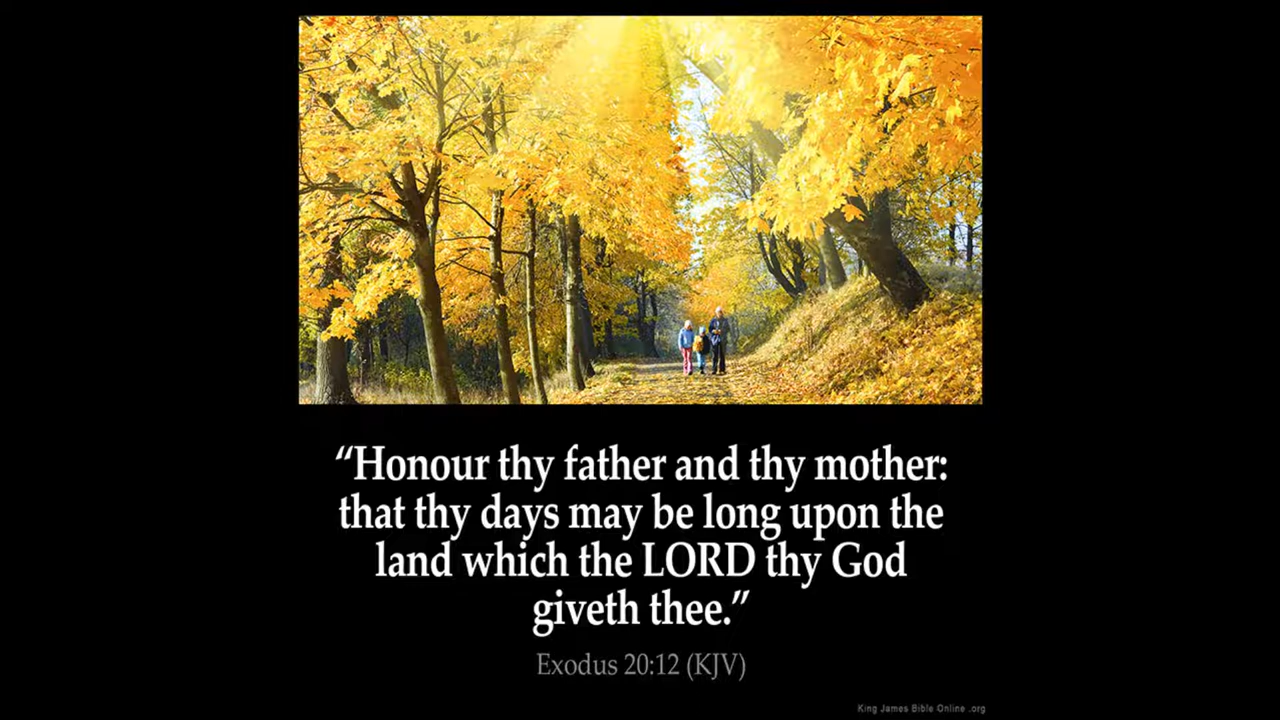 “Honour thy father and thy mother:
that thy days may be long upon the
land which the LORD thy God
giveth thee.”
Exodus 20:12 (KJV)
King James Bible Online .org